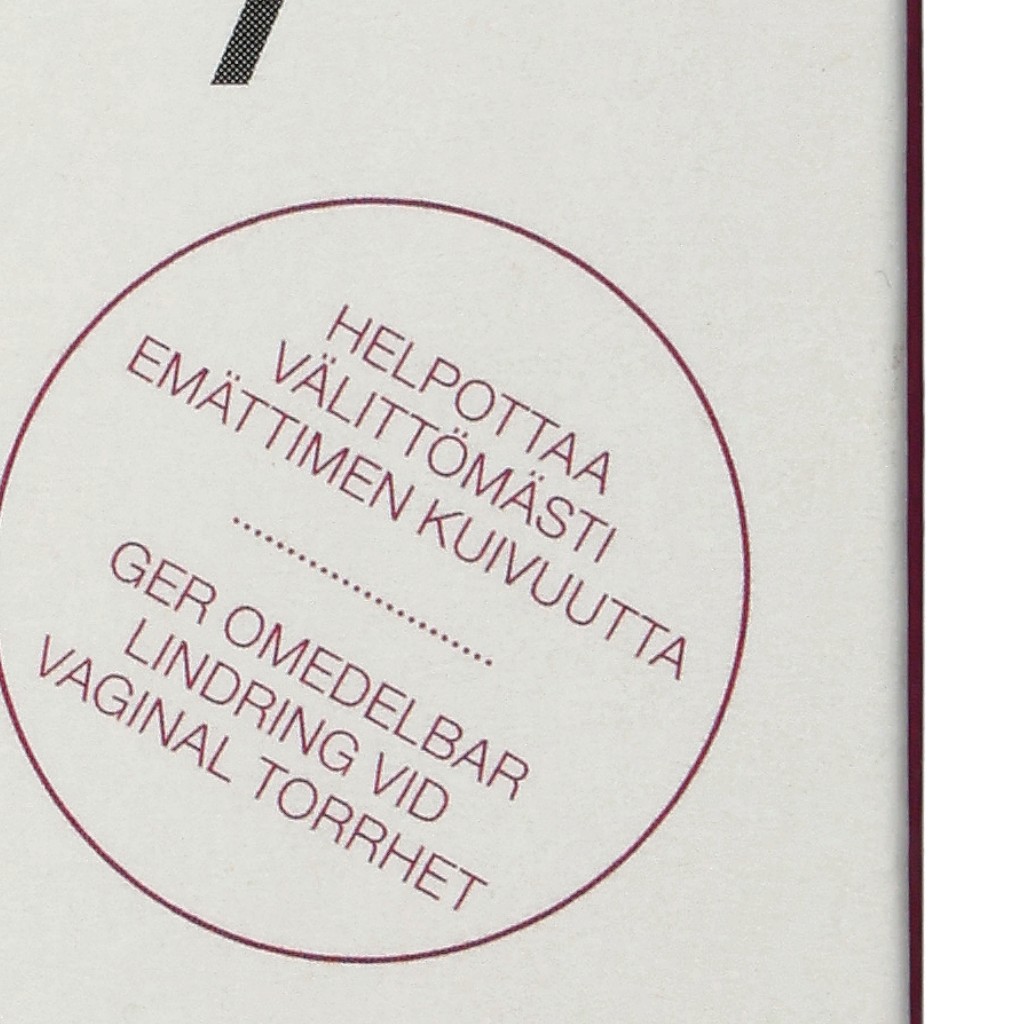 HELPOTTAA
VÄLITTÖMÄSTI
EMÄTTIMEN KUIVUUTTA
GER OMEDELBAR
LINDRING VID
VAGINAL TORRHET